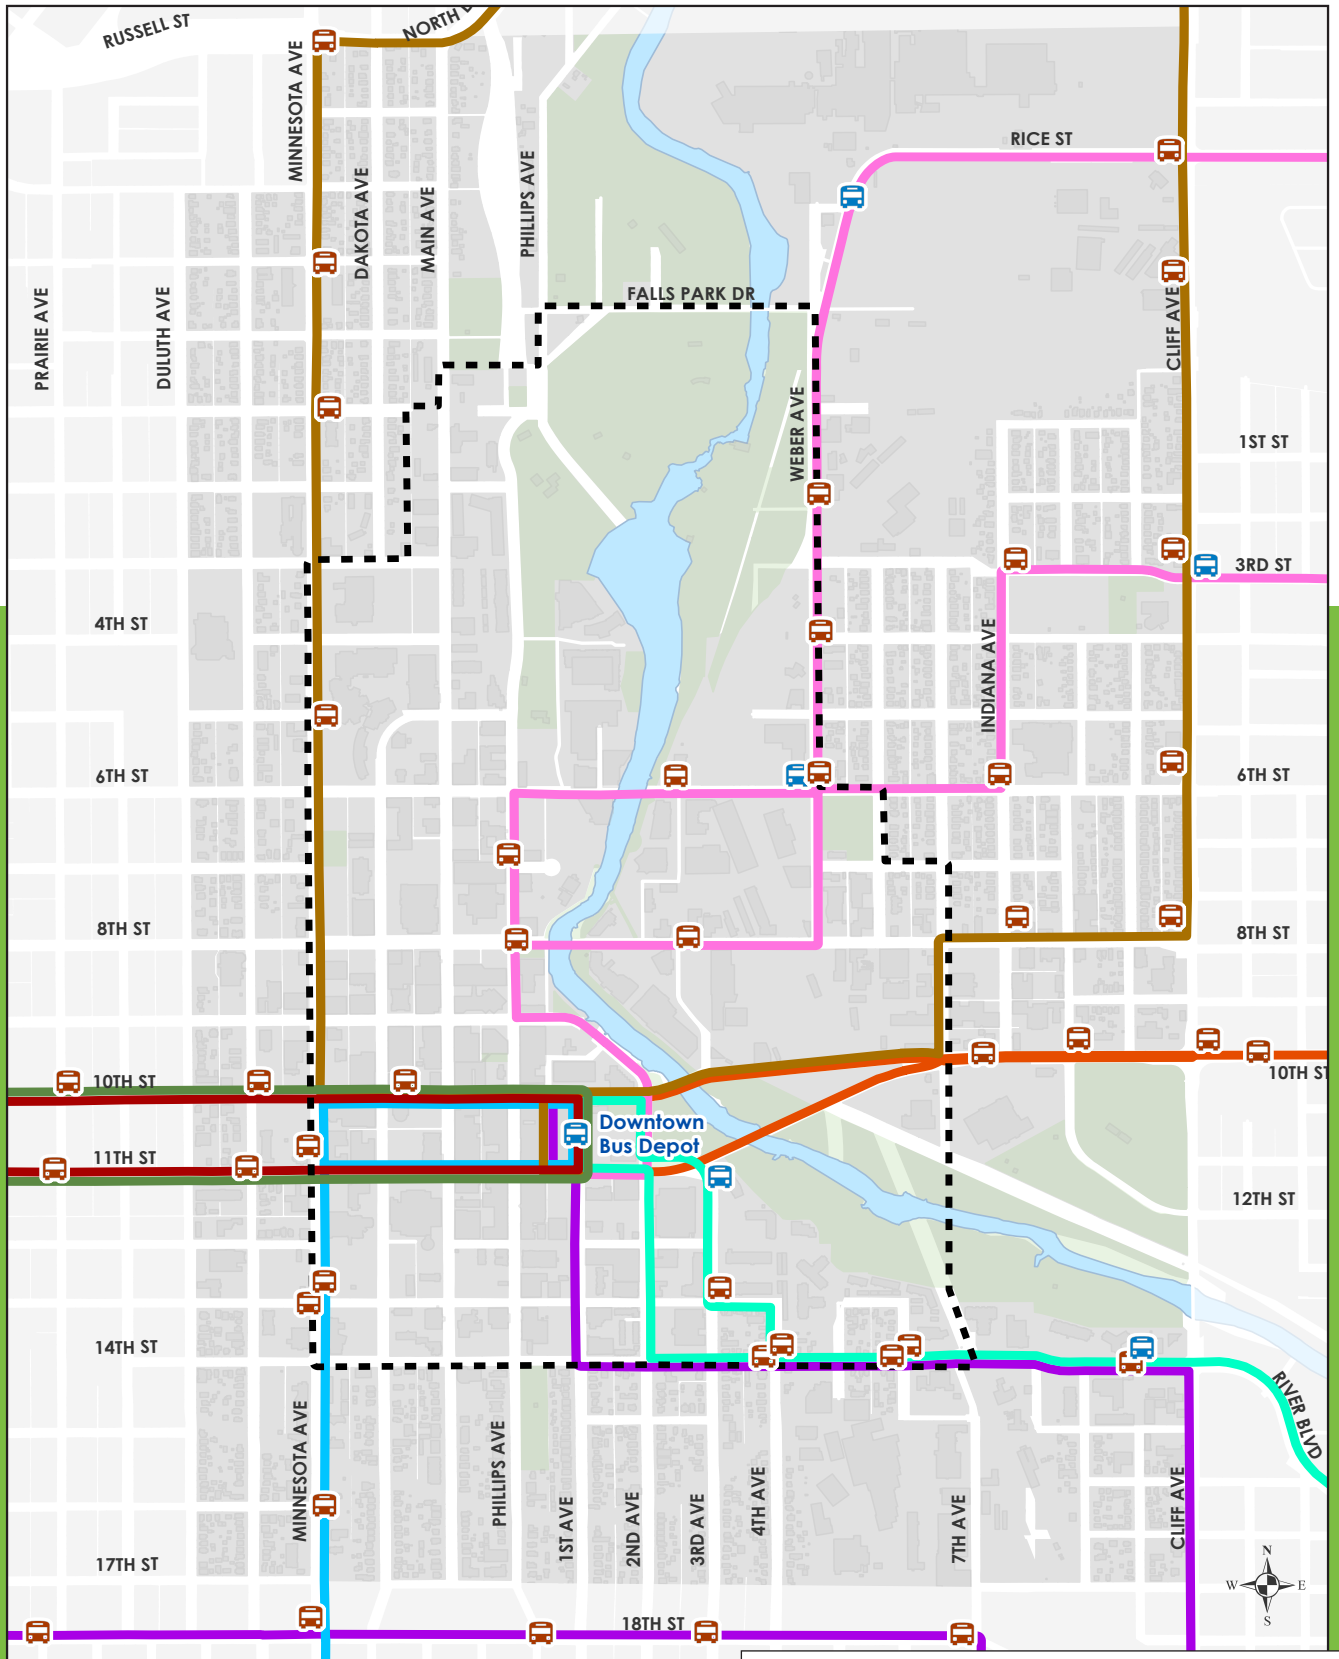 RUSSELL ST
NORTH
MINNESOTA AVE
RICE ST
DAKOTA AVE
MAIN AVE
PHILLIPS AVE
FALLS PARK DR
PRAIRIE AVE
DULUTH AVE
CLIFF AVE
WEBER AVE
1ST ST
3RD ST
4TH ST
INDIANA AVE
6TH ST
6TH ST
8TH ST
8TH ST
10TH ST
10TH ST
Downtown
Bus Depot
11TH ST
12TH ST
14TH ST
RIVER BLVD
MINNESOTA AVE
PHILLIPS AVE
1ST AVE
2ND AVE
3RD AVE
4TH AVE
7TH AVE
CLIFF AVE
17TH ST
N
W E
S
18TH ST